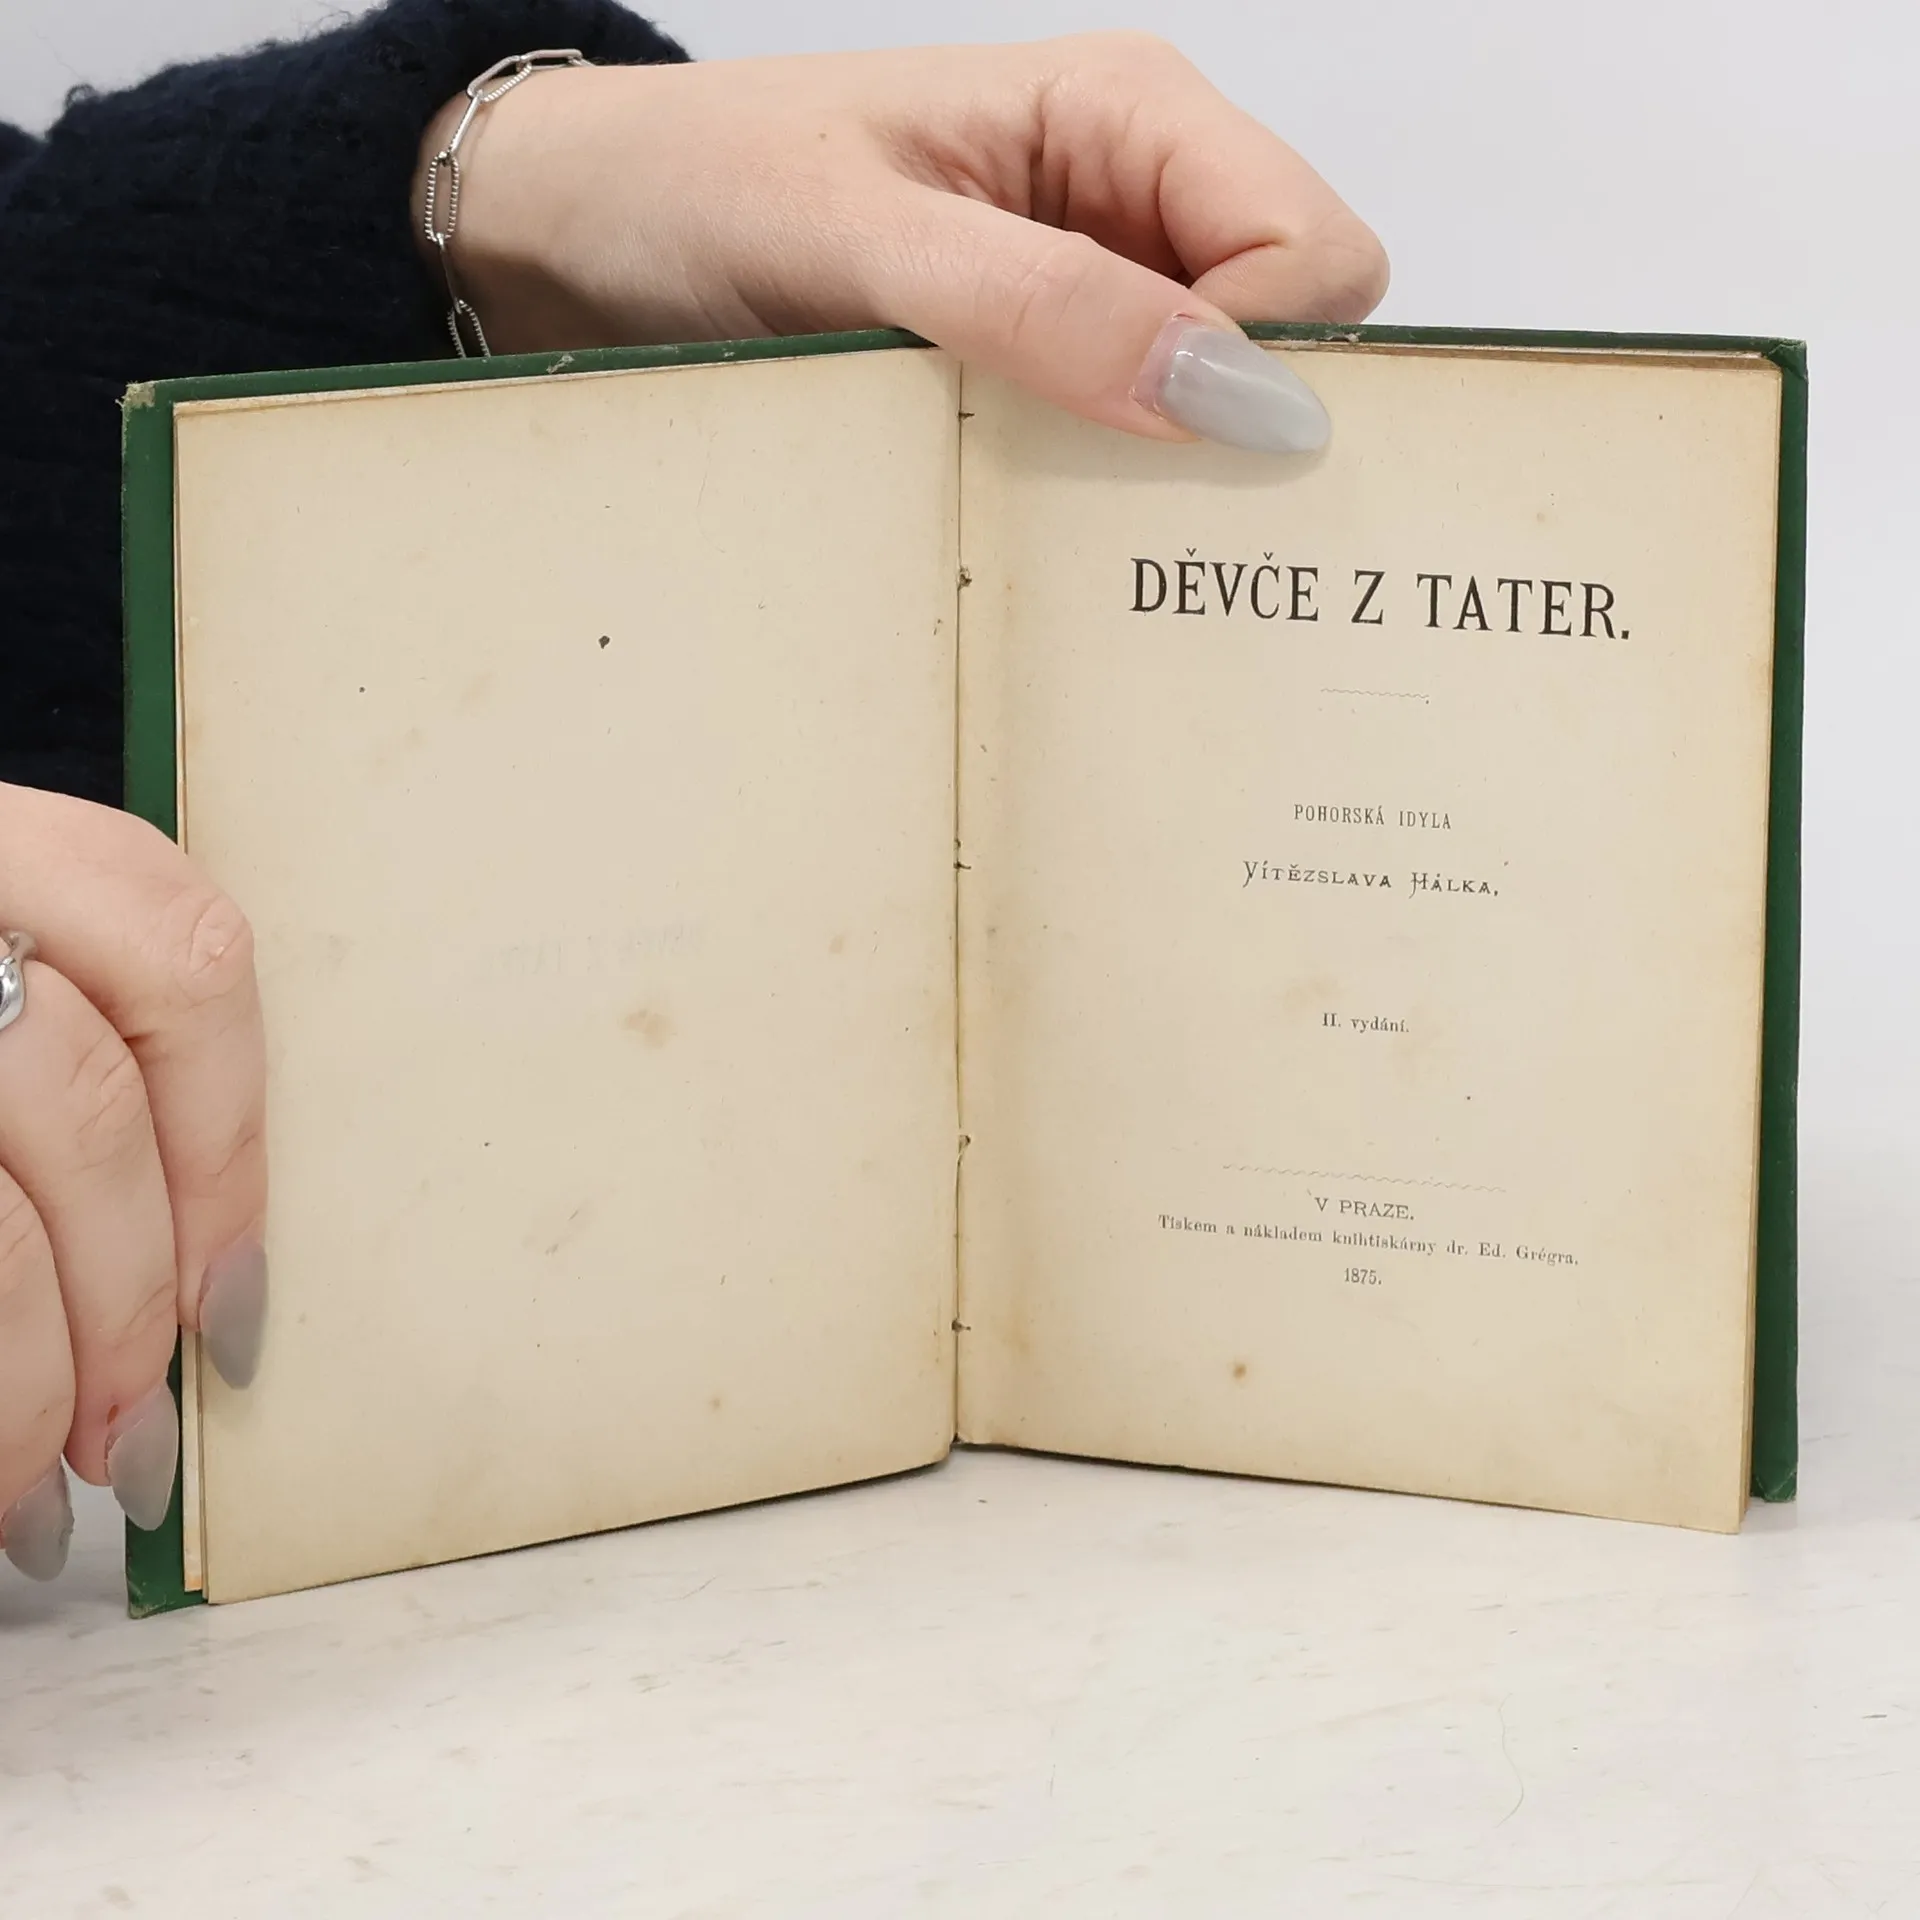 DĚVČE Z TATER.
POHORSKÁ IDYLA
VÍTĚZSLAVA HÁLKA,
II. vydání.
V PRAZE.
Tiskem a nákladem knihtiskárny dr. Ed. Grégra.
1875.